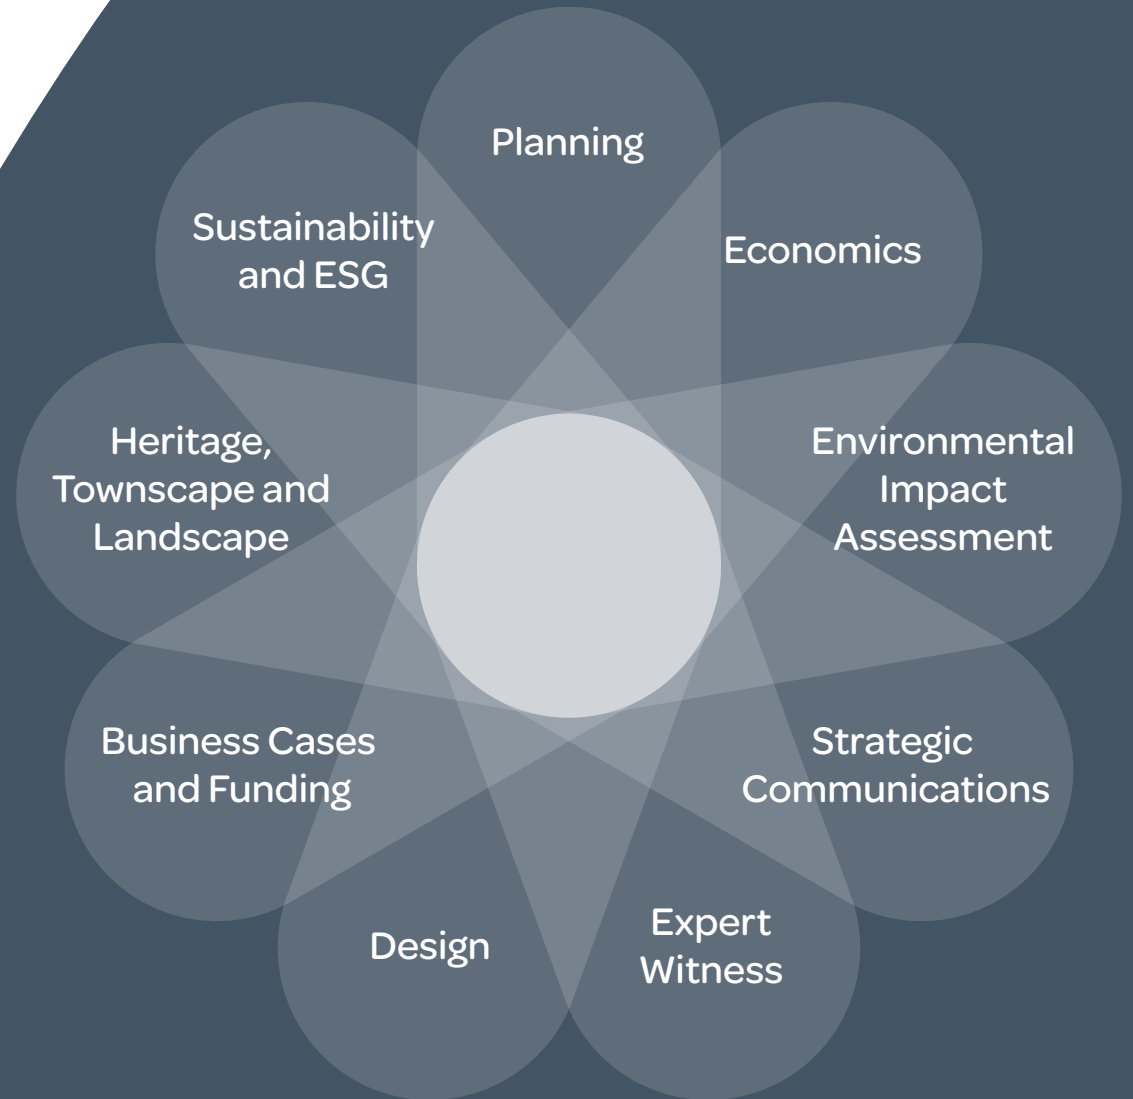 Planning
Economics
Environmental
Impact
Assessment
Strategic
Communications
Expert
Witness
Design
Business Cases
and Funding
Heritage,
Townscape and
Landscape
Sustainability
and ESG